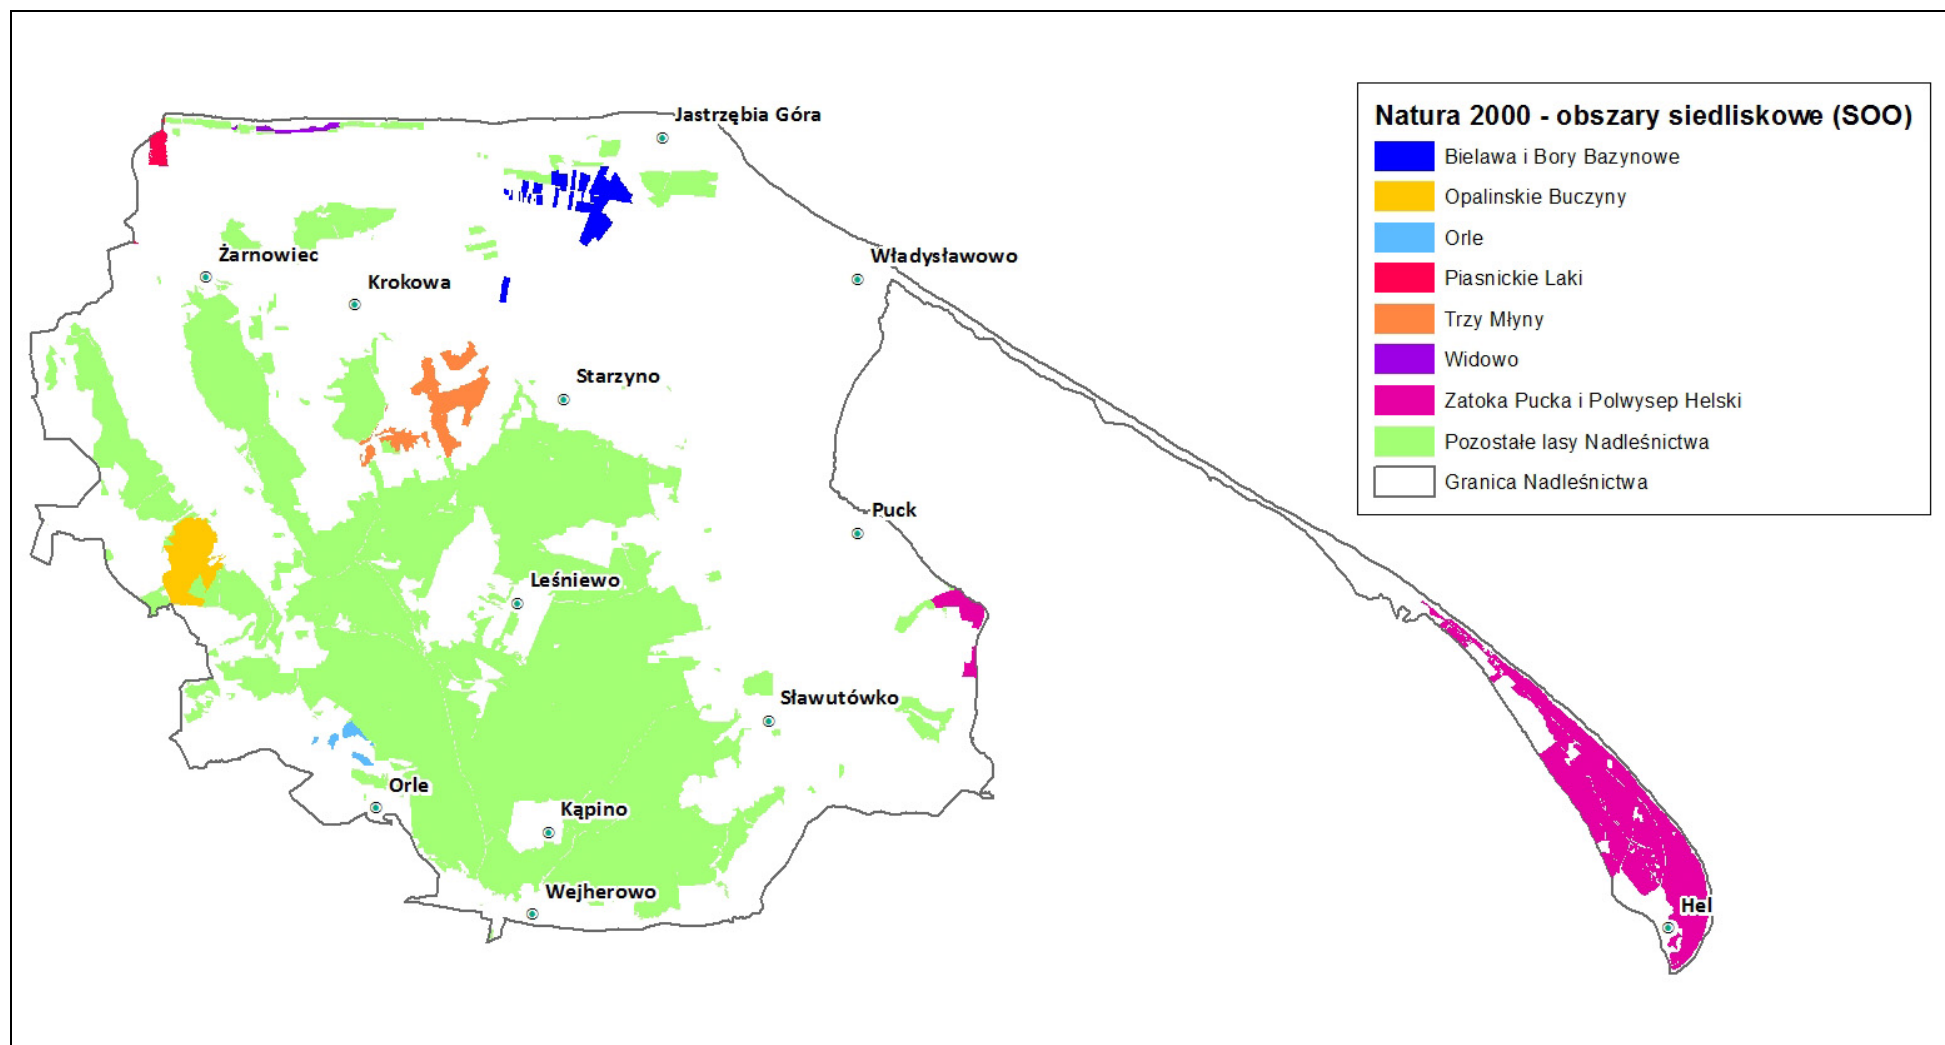 Jastrzębia Góra
Natura 2000 - obszary siedliskowe (SOO)
Bielawa i Bory Bazynowe
Opalinskie Buczyny
Orle
Piasnickie Laki
Trzy Młyny
Widowo
Zatoka Pucka i Polwysep Helski
Pozostałe lasy Nadleśnictwa
Granica Nadleśnictwa
Żarnowiec
Władysławowo
Krokowa
Starzyno
Puck
Leśniewo
Sławutówko
Orle
Kąpino
Wejherowo
Hel